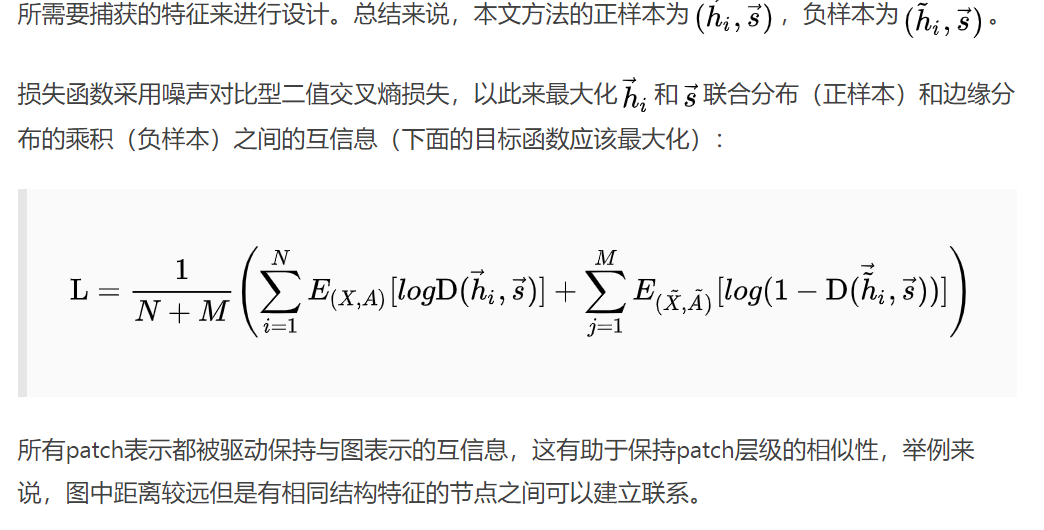 所需要捕获的特征来进行设计。总结来说，本文方法的正样本为 $(\vec{h}_i, \vec{s})$ ，负样本为 $(\tilde{h}_i, \vec{s})$ 。
损失函数采用噪声对比型二值交叉熵损失，以此来最大化 $\vec{h}_i$ 和 $\vec{s}$ 联合分布（正样本）和边缘分
布的乘积（负样本）之间的互信息（下面的目标函数应该最大化）：
$\mathrm{L} = \frac{1}{N+M} \left( \sum_{i=1}^{N} E_{(X,A)}[log\mathrm{D}(\vec{h}_i, \vec{s})] + \sum_{j=1}^{M} E_{(\tilde{X},\tilde{A})}[log(1-\mathrm{D}(\vec{\tilde{h}}_i, \vec{s}))] \right)$
所有patch表示都被驱动保持与图表示的互信息，这有助于保持patch层级的相似性，举例来
说，图中距离较远但是有相同结构特征的节点之间可以建立联系。